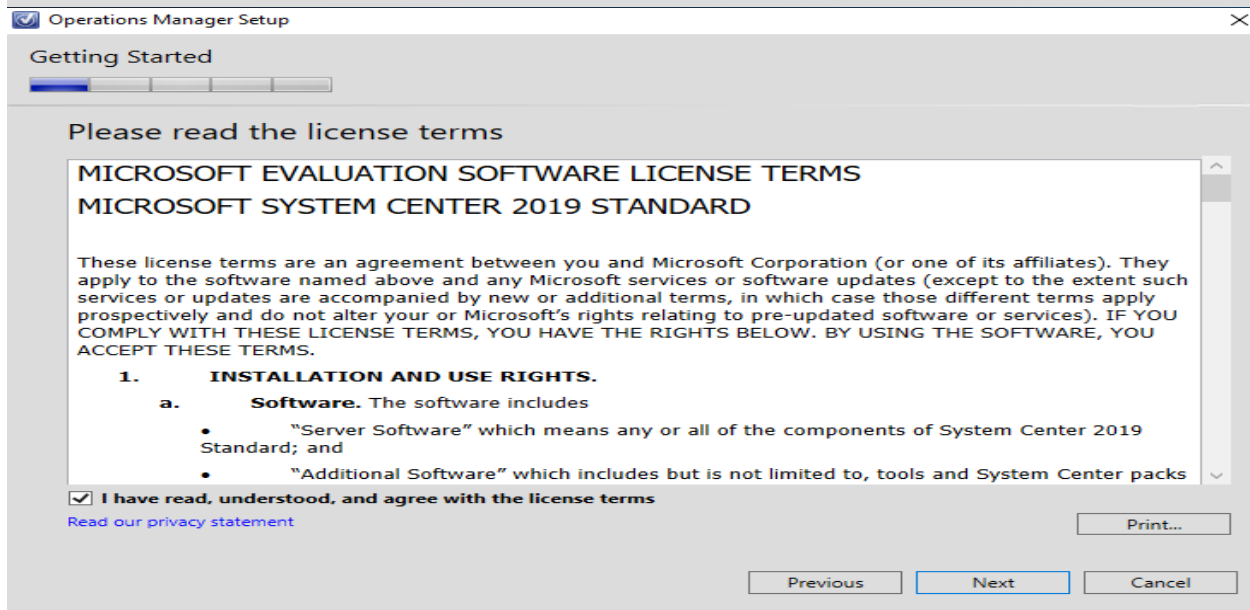 Operations Manager Setup
Getting Started
Please read the license terms
MICROSOFT EVALUATION SOFTWARE LICENSE TERMS
MICROSOFT SYSTEM CENTER 2019 STANDARD
These license terms are an agreement between you and Microsoft Corporation (or one of its affiliates). They
apply to the software named above and any Microsoft services or software updates (except to the extent such
services or updates are accompanied by new or additional terms, in which case those different terms apply
prospectively and do not alter your or Microsoft’s rights relating to pre-updated software or services). IF YOU
COMPLY WITH THESE LICENSE TERMS, YOU HAVE THE RIGHTS BELOW. BY USING THE SOFTWARE, YOU
ACCEPT THESE TERMS.
1. INSTALLATION AND USE RIGHTS.
a. Software. The software includes
• “Server Software” which means any or all of the components of System Center 2019
Standard; and
• “Additional Software” which includes but is not limited to, tools and System Center packs
I have read, understood, and agree with the license terms
Read our privacy statement
Print...
Previous Next Cancel